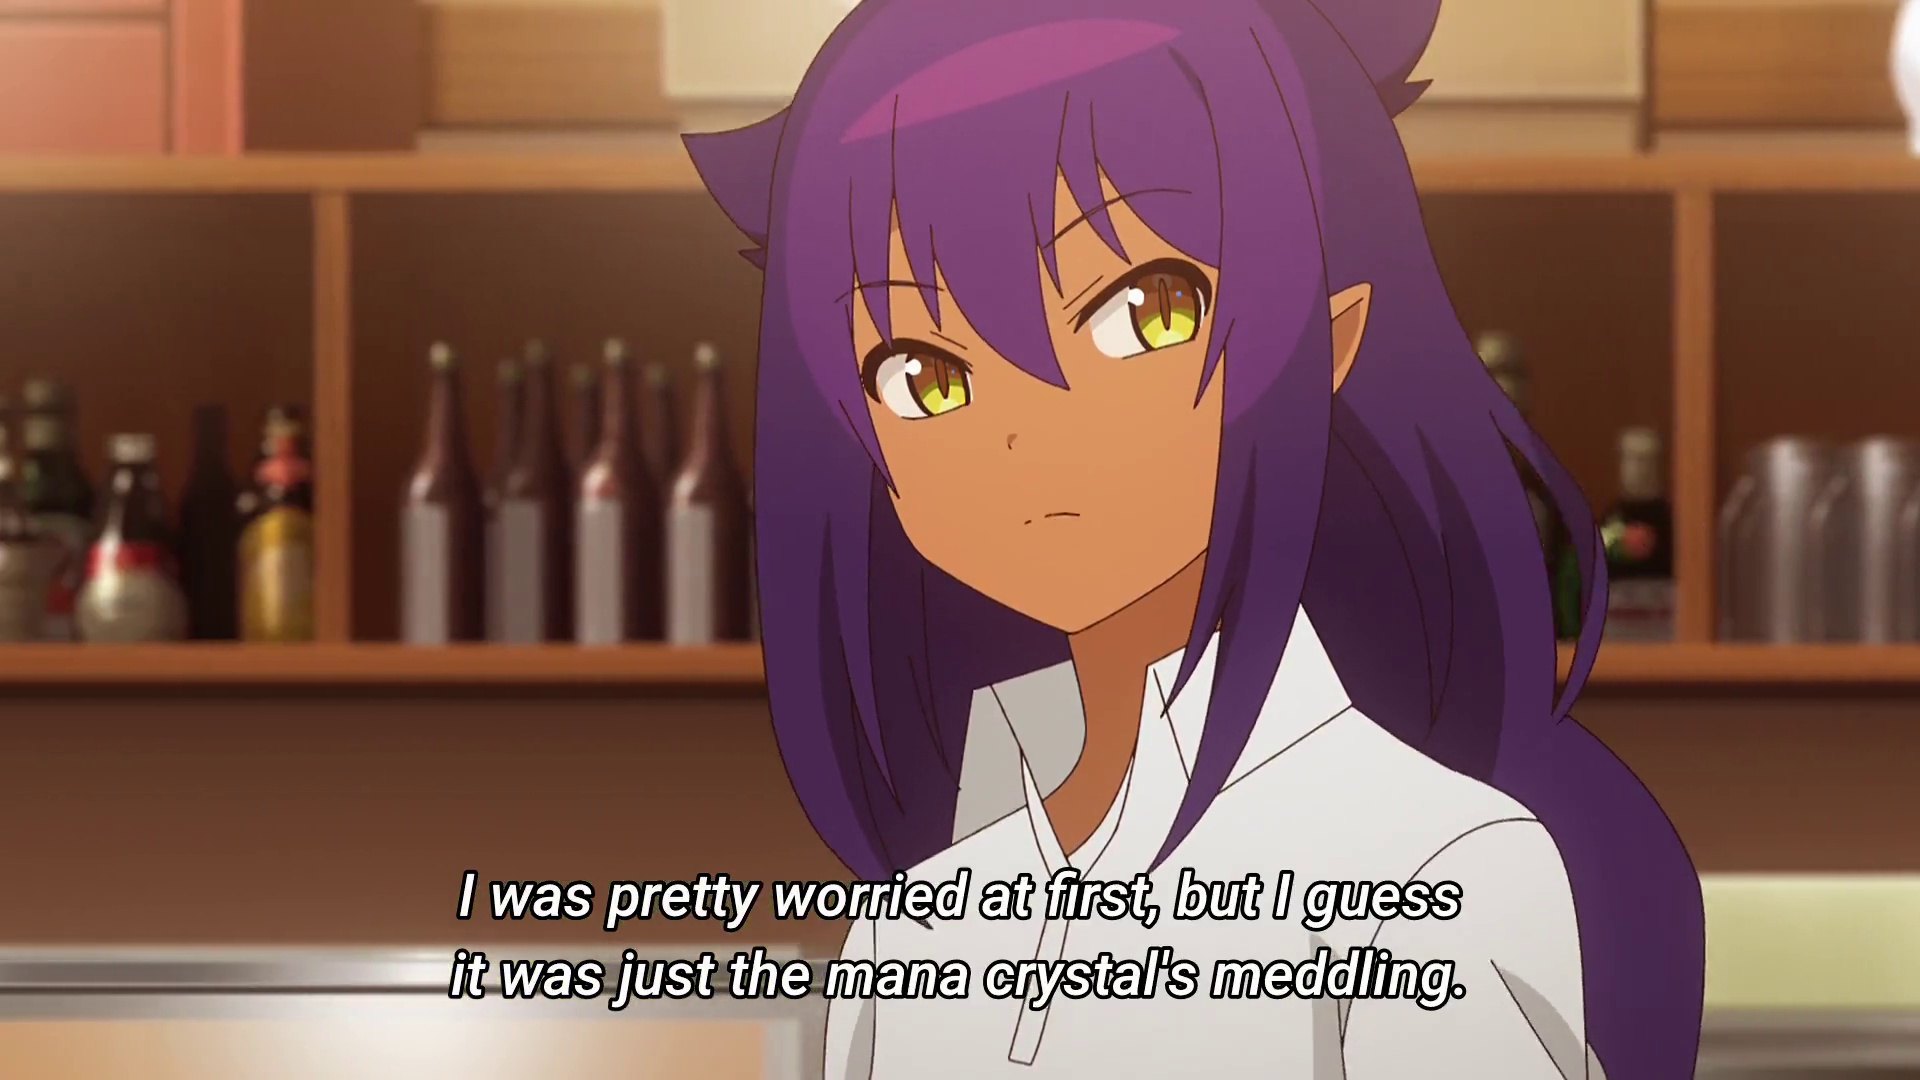 I was pretty worried at first, but I guess
it was just the mana crystal's meddling.